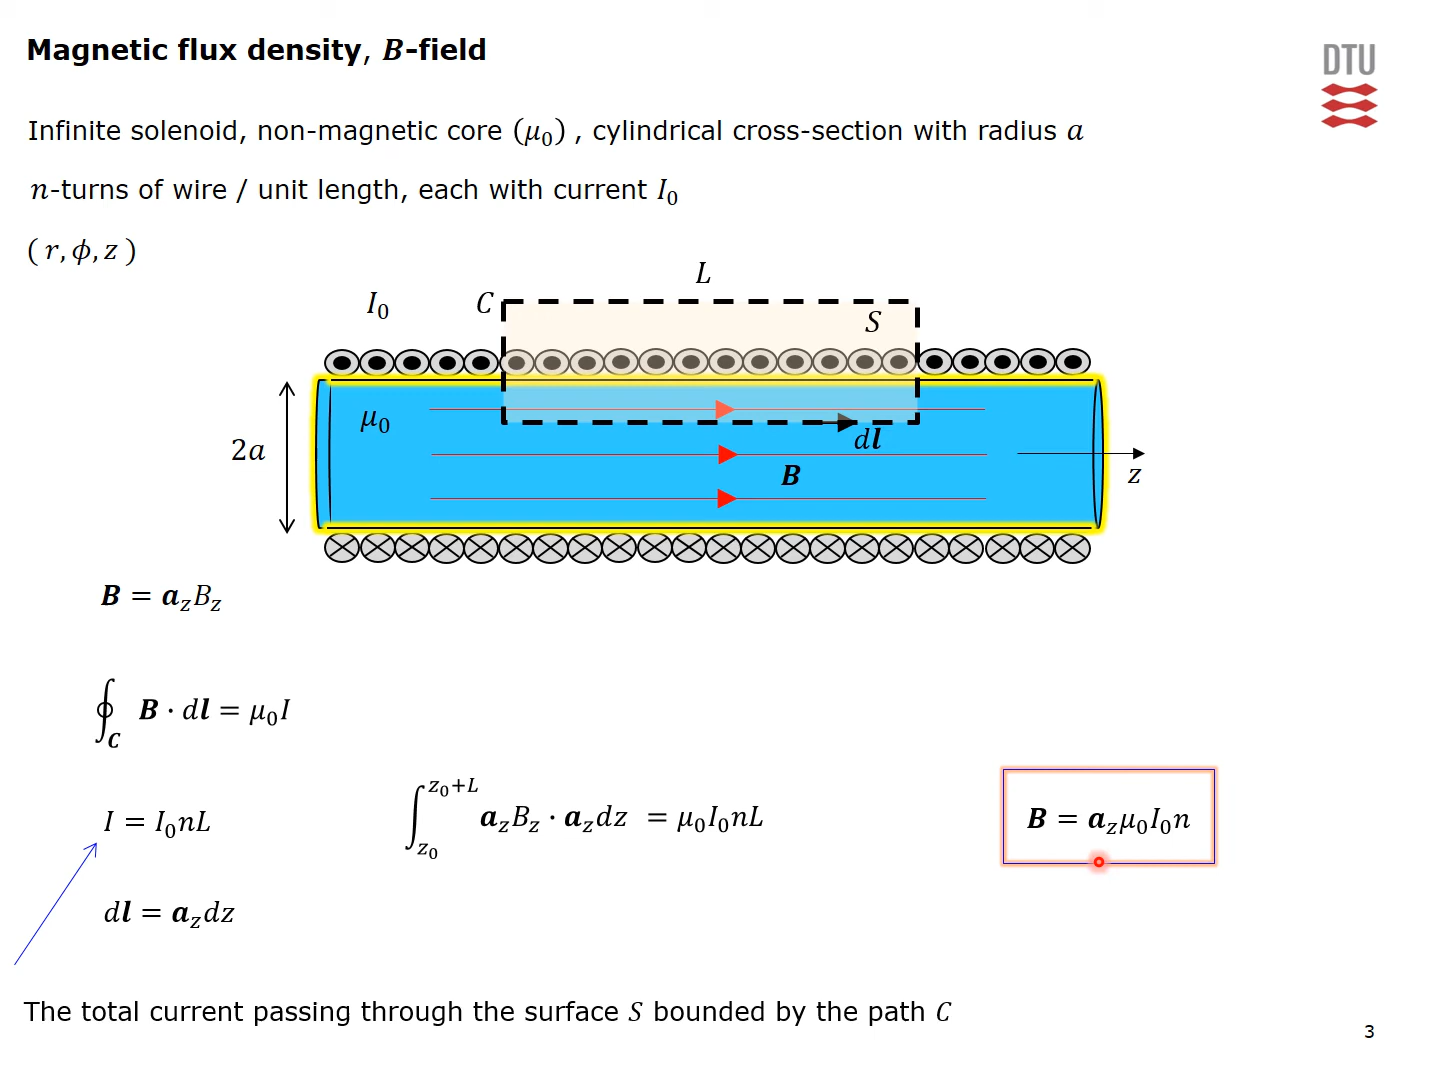 Magnetic flux density, B-field
DTU
Infinite solenoid, non-magnetic core (μ₀) , cylindrical cross-section with radius a
n-turns of wire / unit length, each with current I₀
( r, ϕ, z )
L
I₀
C
S
μ₀
2a
dl
B
z
B = a_z B_z
∮_C B · dl = μ₀I
I = I₀nL
∫_{z₀}^{z₀+L} a_z B_z · a_z dz = μ₀I₀nL
B = a_z μ₀I₀n
dl = a_z dz
The total current passing through the surface S bounded by the path C
3